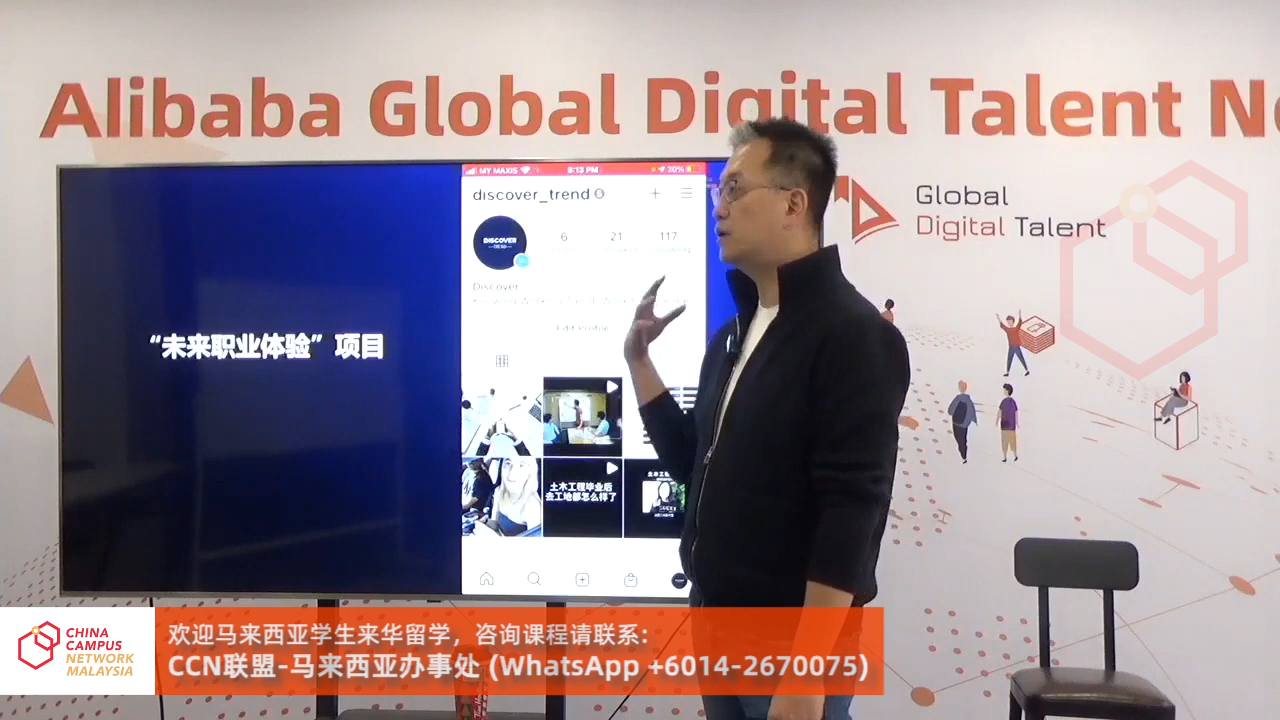 Alibaba Global Digital Talent Ne
MY MAXIS
8:13 PM
30%
discover_trend
6
21
117
DISCOVER
Discover
Edit Profile
“未来职业体验”项目
土木工程毕业后
去工地都怎么样了
Global
Digital Talent
CHINA
CAMPUS
NETWORK
MALAYSIA
欢迎马来西亚学生来华留学，咨询课程请联系:
CCN联盟-马来西亚办事处 (WhatsApp +6014-2670075)